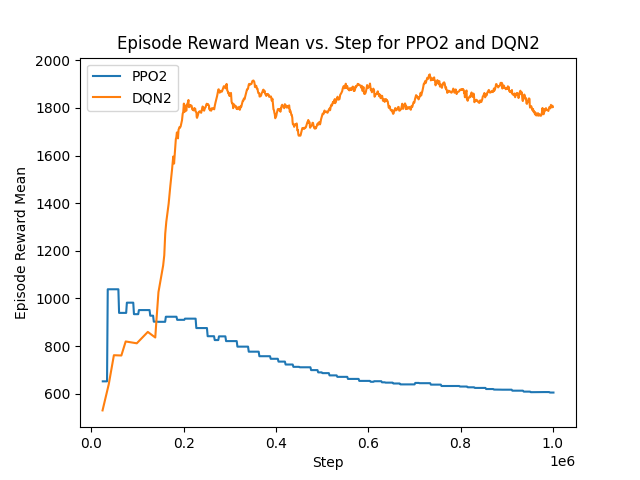 Episode Reward Mean vs. Step for PPO2 and DQN2
PPO2
DQN2
Episode Reward Mean
2000
1800
1600
1400
1200
1000
800
600
0.0 0.2 0.4 0.6 0.8 1.0
1e6
Step